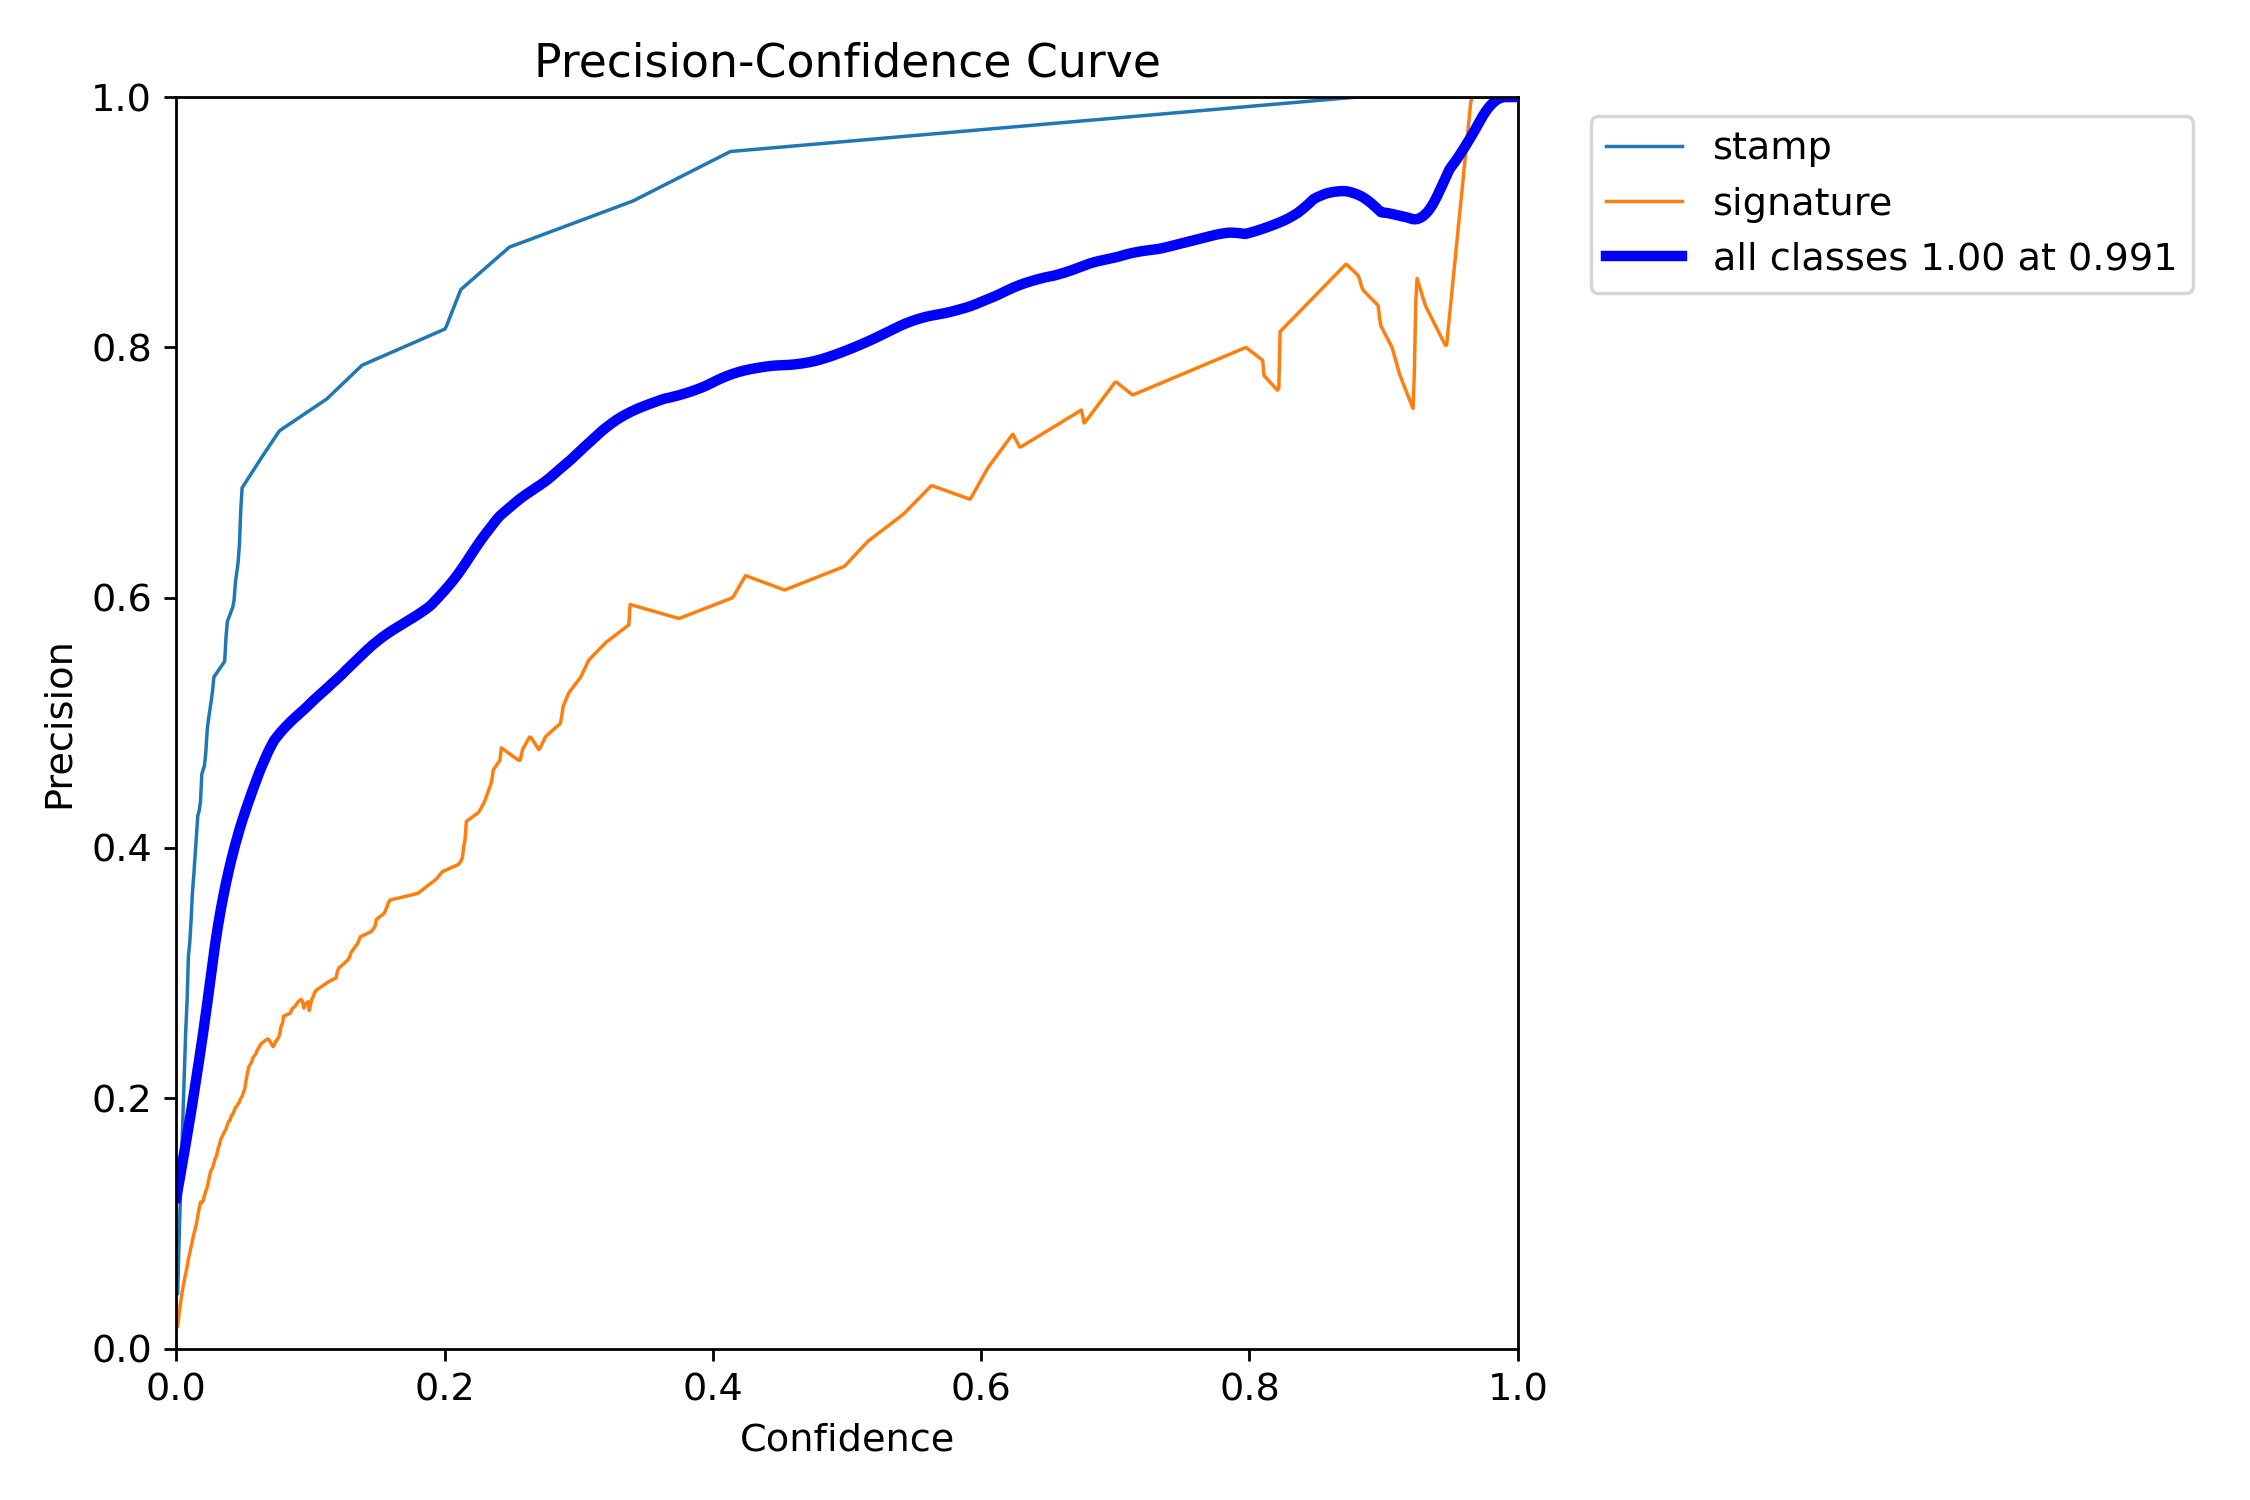 Precision-Confidence Curve
1.0
0.8
0.6
0.4
0.2
0.0
Precision
0.0 0.2 0.4 0.6 0.8 1.0
Confidence
stamp
signature
all classes 1.00 at 0.991